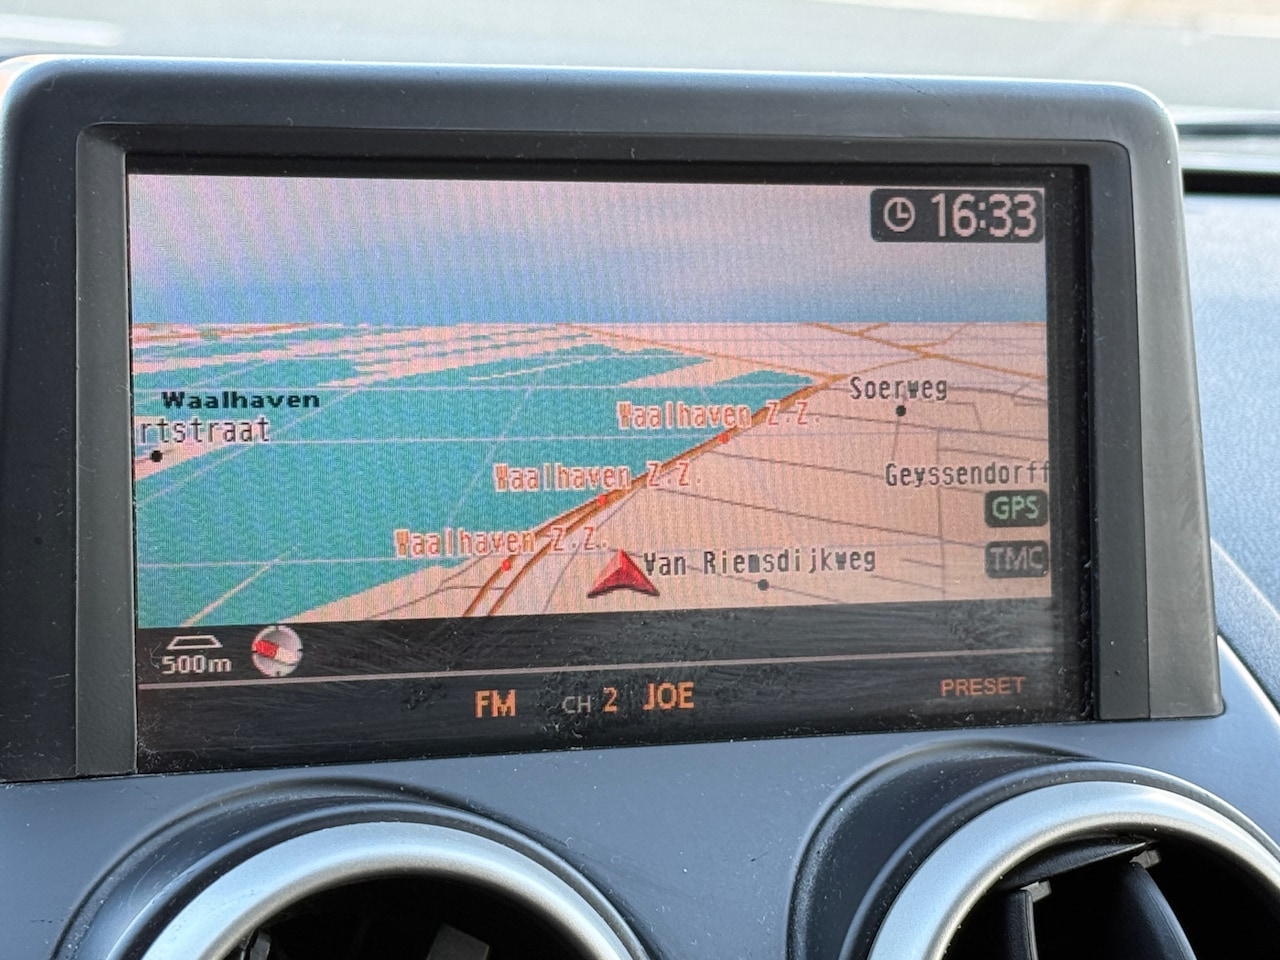 16:33
Waalhaven
rtstraat
Soerweg
Waalhaven Z.Z.
Waalhaven Z.Z.
Geyssendorff
GPS
Waalhaven Z.Z.
Van Riemsdijkweg
TMC
500m
FM CH 2 JOE PRESET